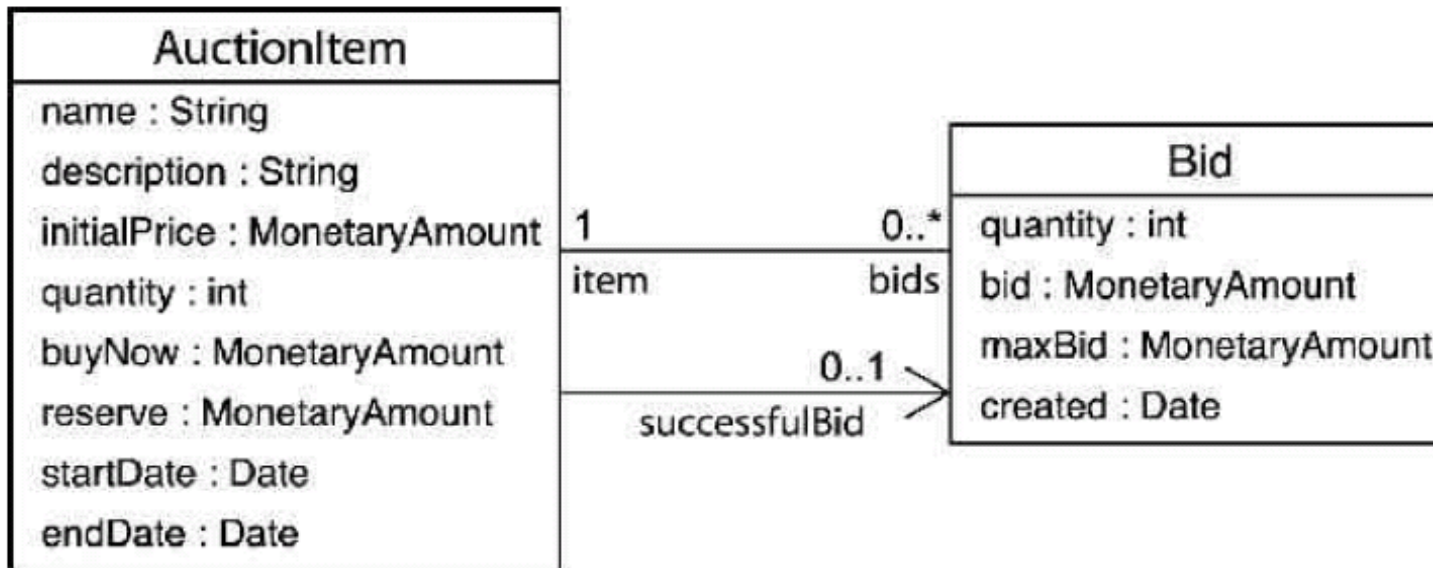 AuctionItem
name : String
description : String
initialPrice : MonetaryAmount
quantity : int
buyNow : MonetaryAmount
reserve : MonetaryAmount
startDate : Date
endDate : Date
1
item
0..*
bids
0..1
successfulBid
Bid
quantity : int
bid : MonetaryAmount
maxBid : MonetaryAmount
created : Date